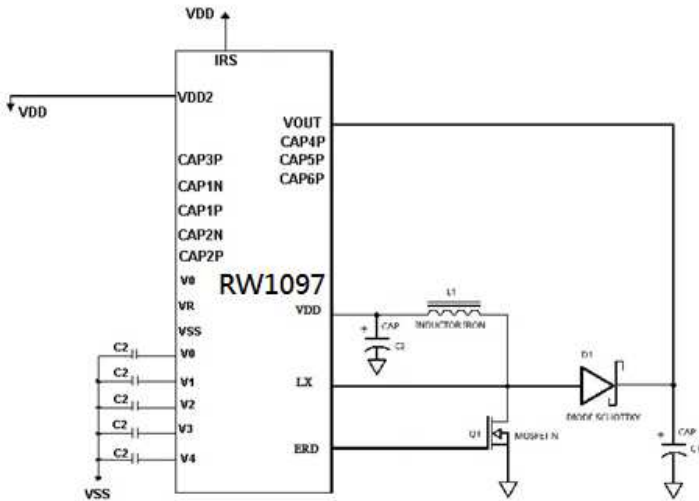 VDD
IRS
VDD2
VDD
VOUT
CAP4P
CAP5P
CAP6P
CAP3P
CAP1N
CAP1P
CAP2N
CAP2P
V0
VR
VSS
RW1097
VDD
L1
INDUCTOR IRON
+ CAP
C2
C2 V0
C2 V1
C2 V2
C2 V3
C2 V4
VSS
LX
D1
DIODE SCHOTTKY
Q1
MOSFET N
ERD
+ CAP